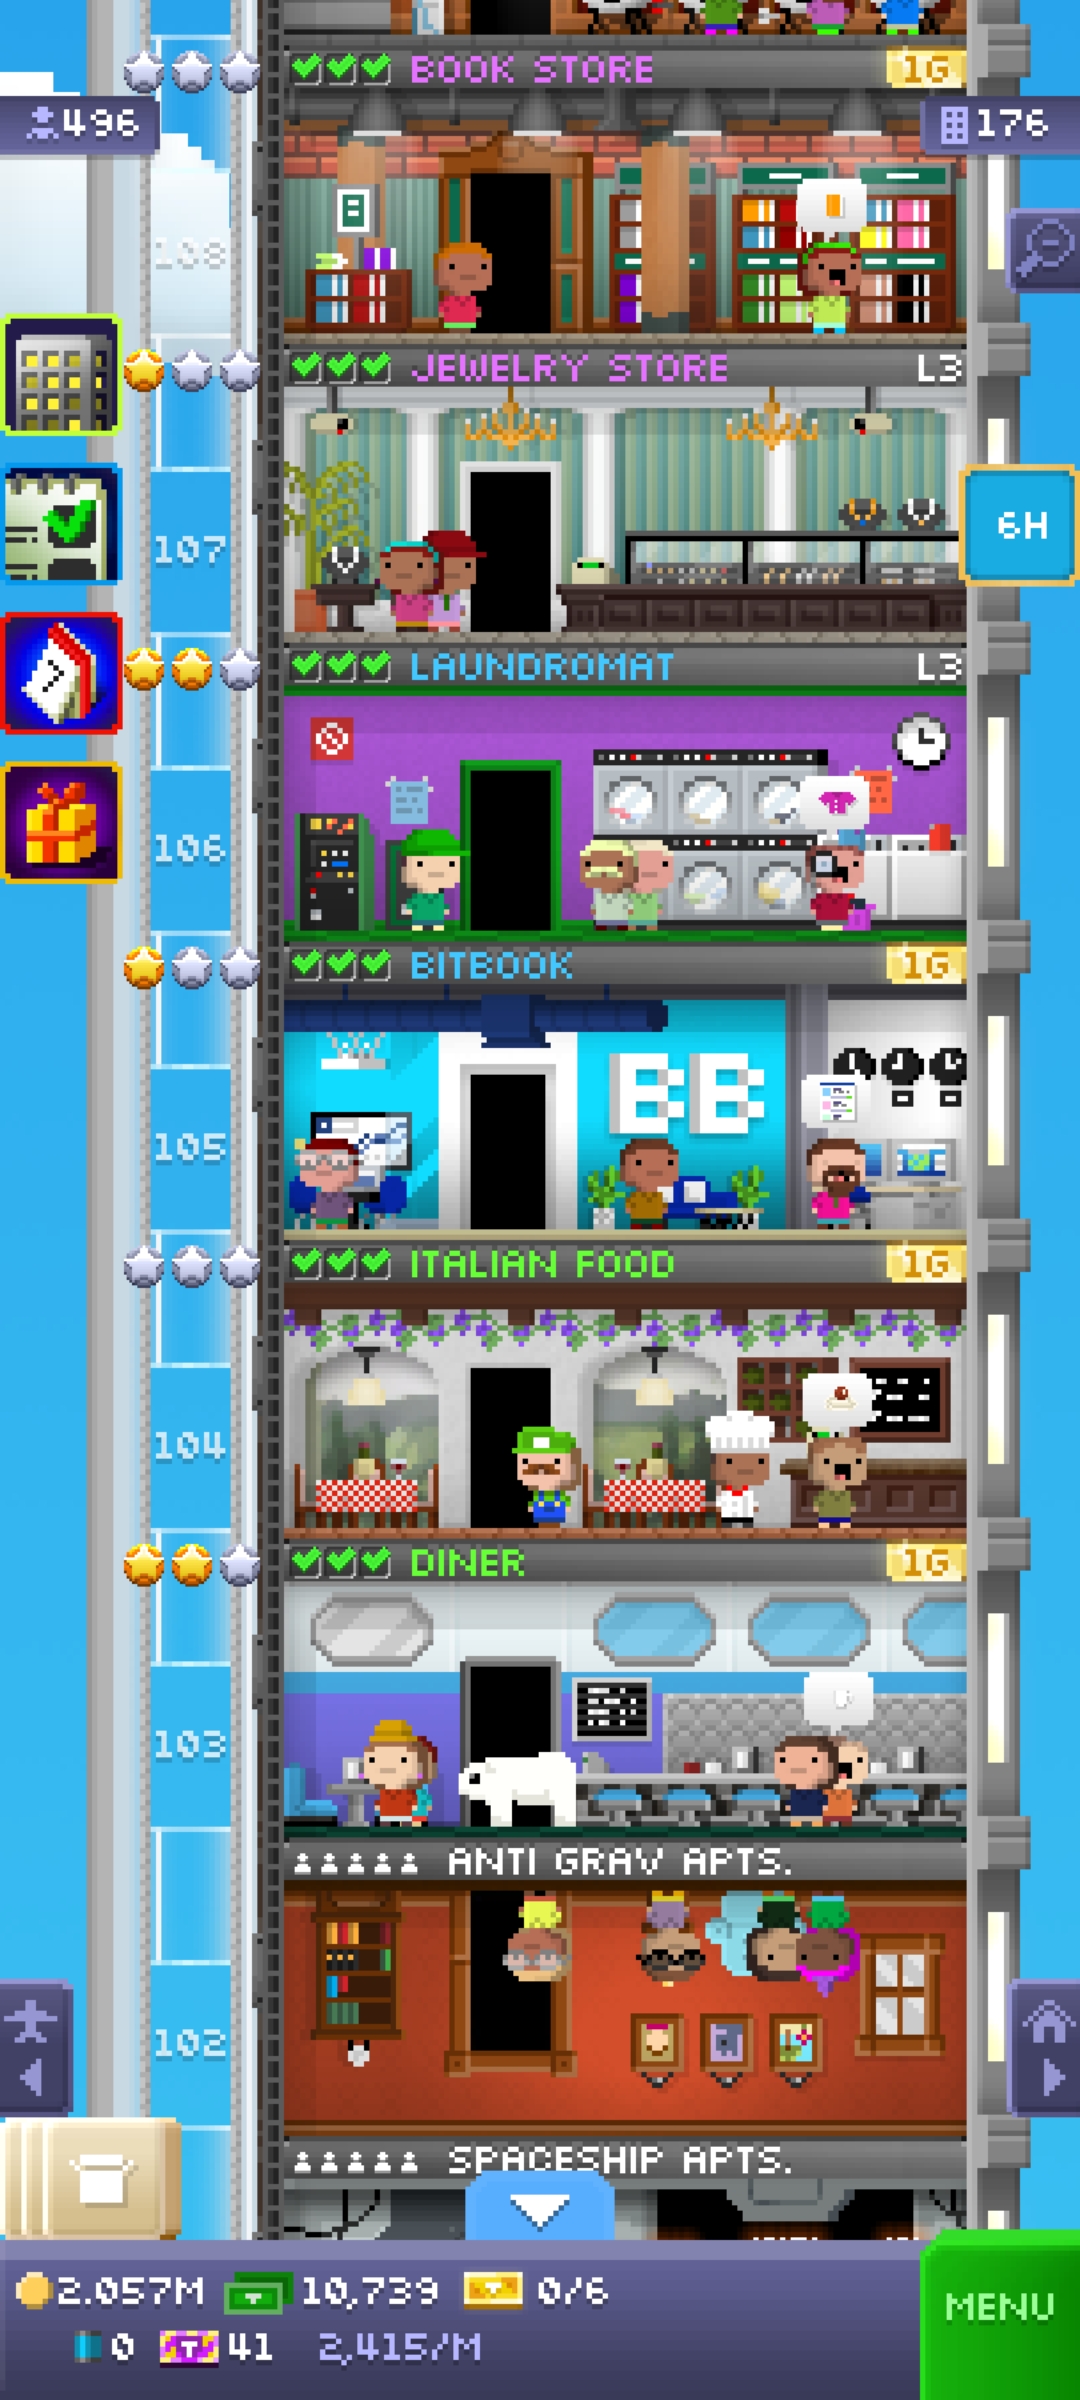 BOOK STORE 1G
496
176
108
8
JEWELRY STORE L3
107
6H
LAUNDROMAT L3
106
BITBOOK 1G
BB
105
ITALIAN FOOD 1G
104
DINER 1G
103
ANTI GRAV APTS.
102
SPACESHIP APTS.
2.057M 10,739 0/6
MENU
0 41 2,415/M